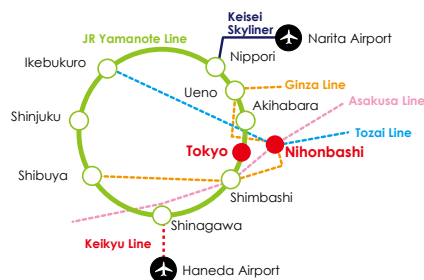 Keisei
Skyliner
JR Yamanote Line
Narita Airport
Ikebukuro
Nippori
Ueno
Ginza Line
Akihabara
Asakusa Line
Shinjuku
Tozai Line
Tokyo
Nihonbashi
Shibuya
Shimbashi
Shinagawa
Keikyu Line
Haneda Airport